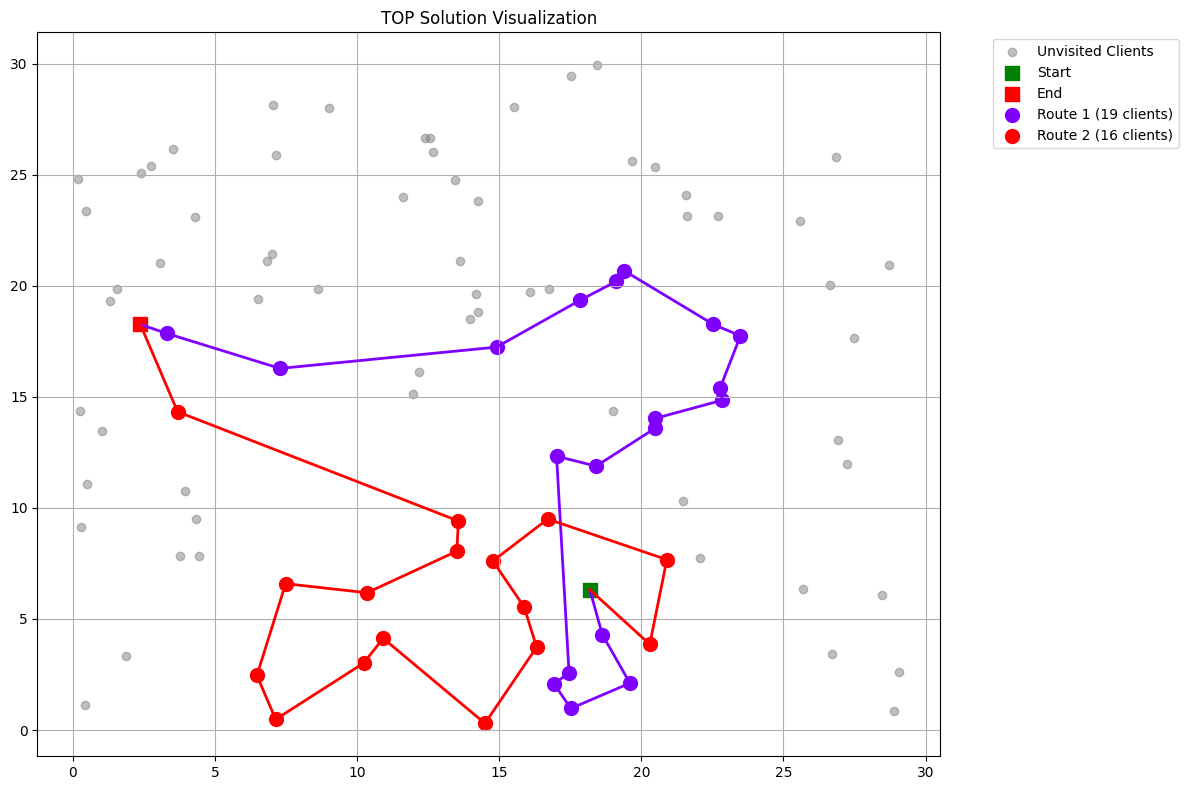 TOP Solution Visualization
30
25
20
15
10
5
0
0 5 10 15 20 25 30
Unvisited Clients
Start
End
Route 1 (19 clients)
Route 2 (16 clients)